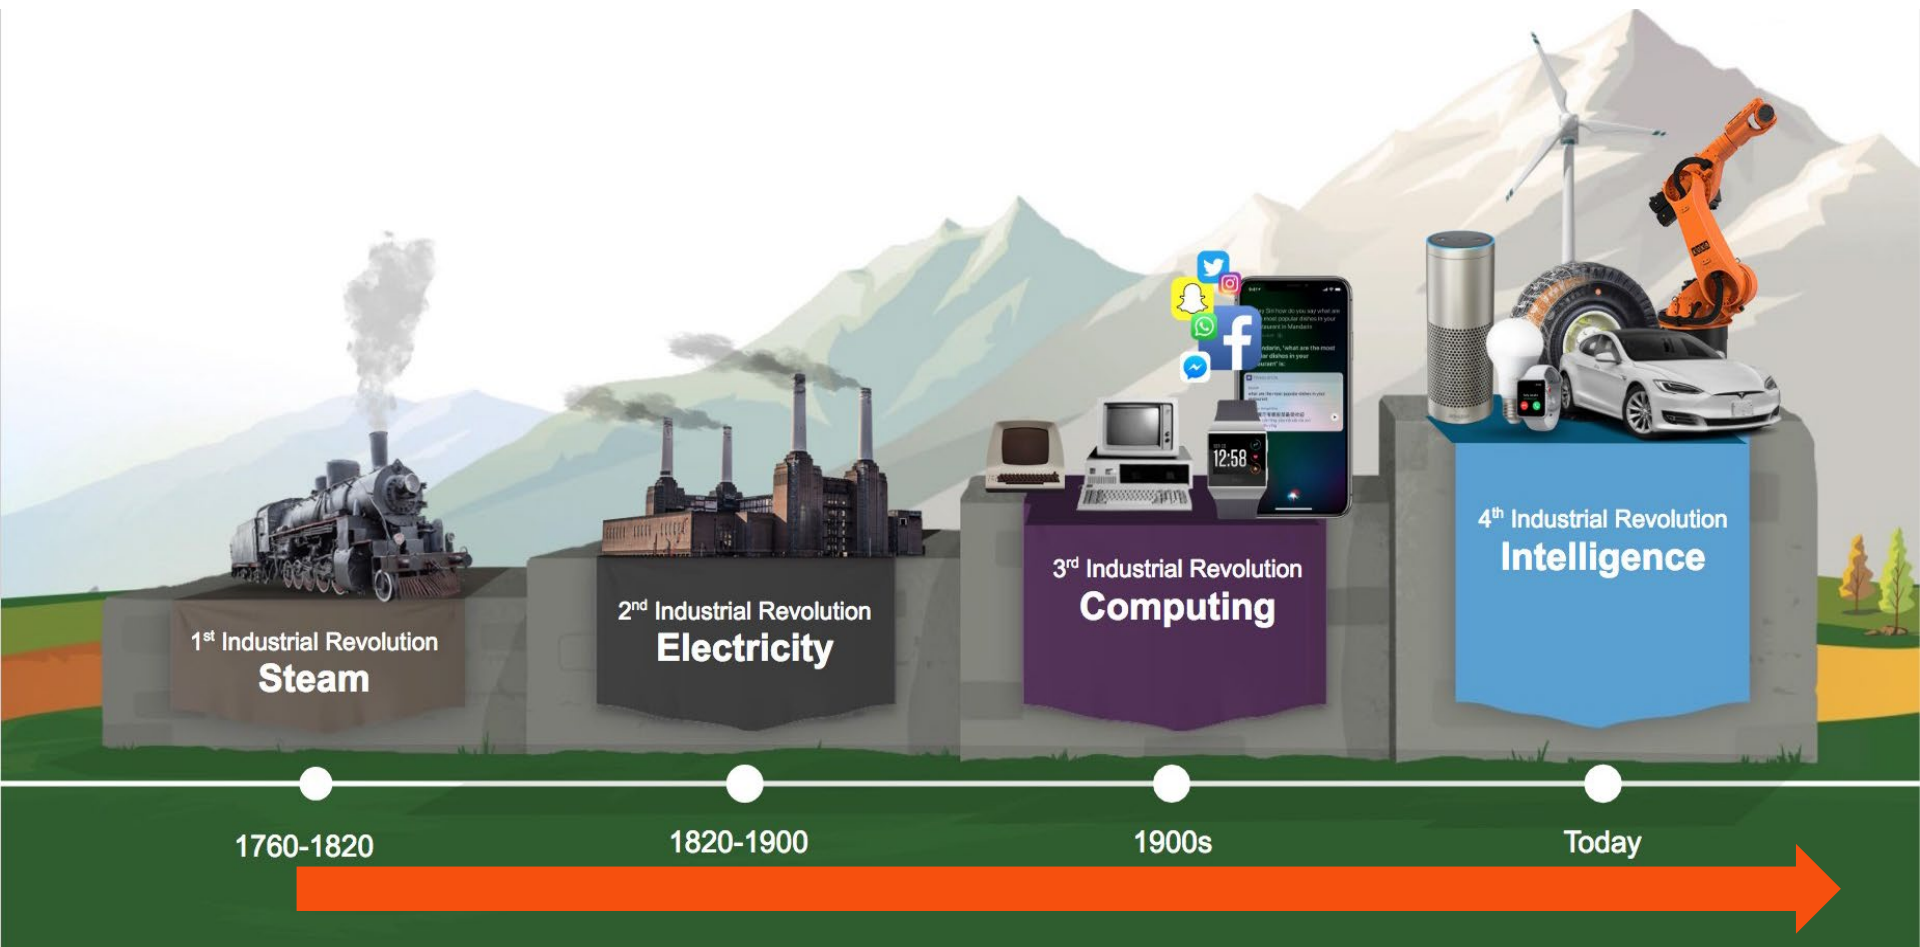 1st Industrial Revolution
Steam
2nd Industrial Revolution
Electricity
3rd Industrial Revolution
Computing
4th Industrial Revolution
Intelligence
12:58
1760-1820
1820-1900
1900s
Today